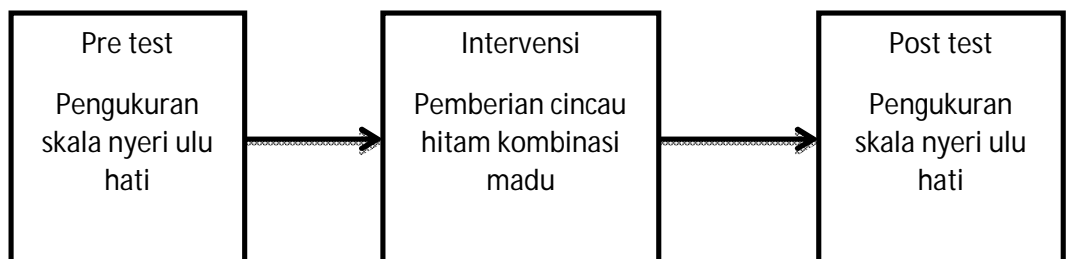 Pre test
Pengukuran
skala nyeri ulu
hati
Intervensi
Pemberian cincau
hitam kombinasi
madu
Post test
Pengukuran
skala nyeri ulu
hati